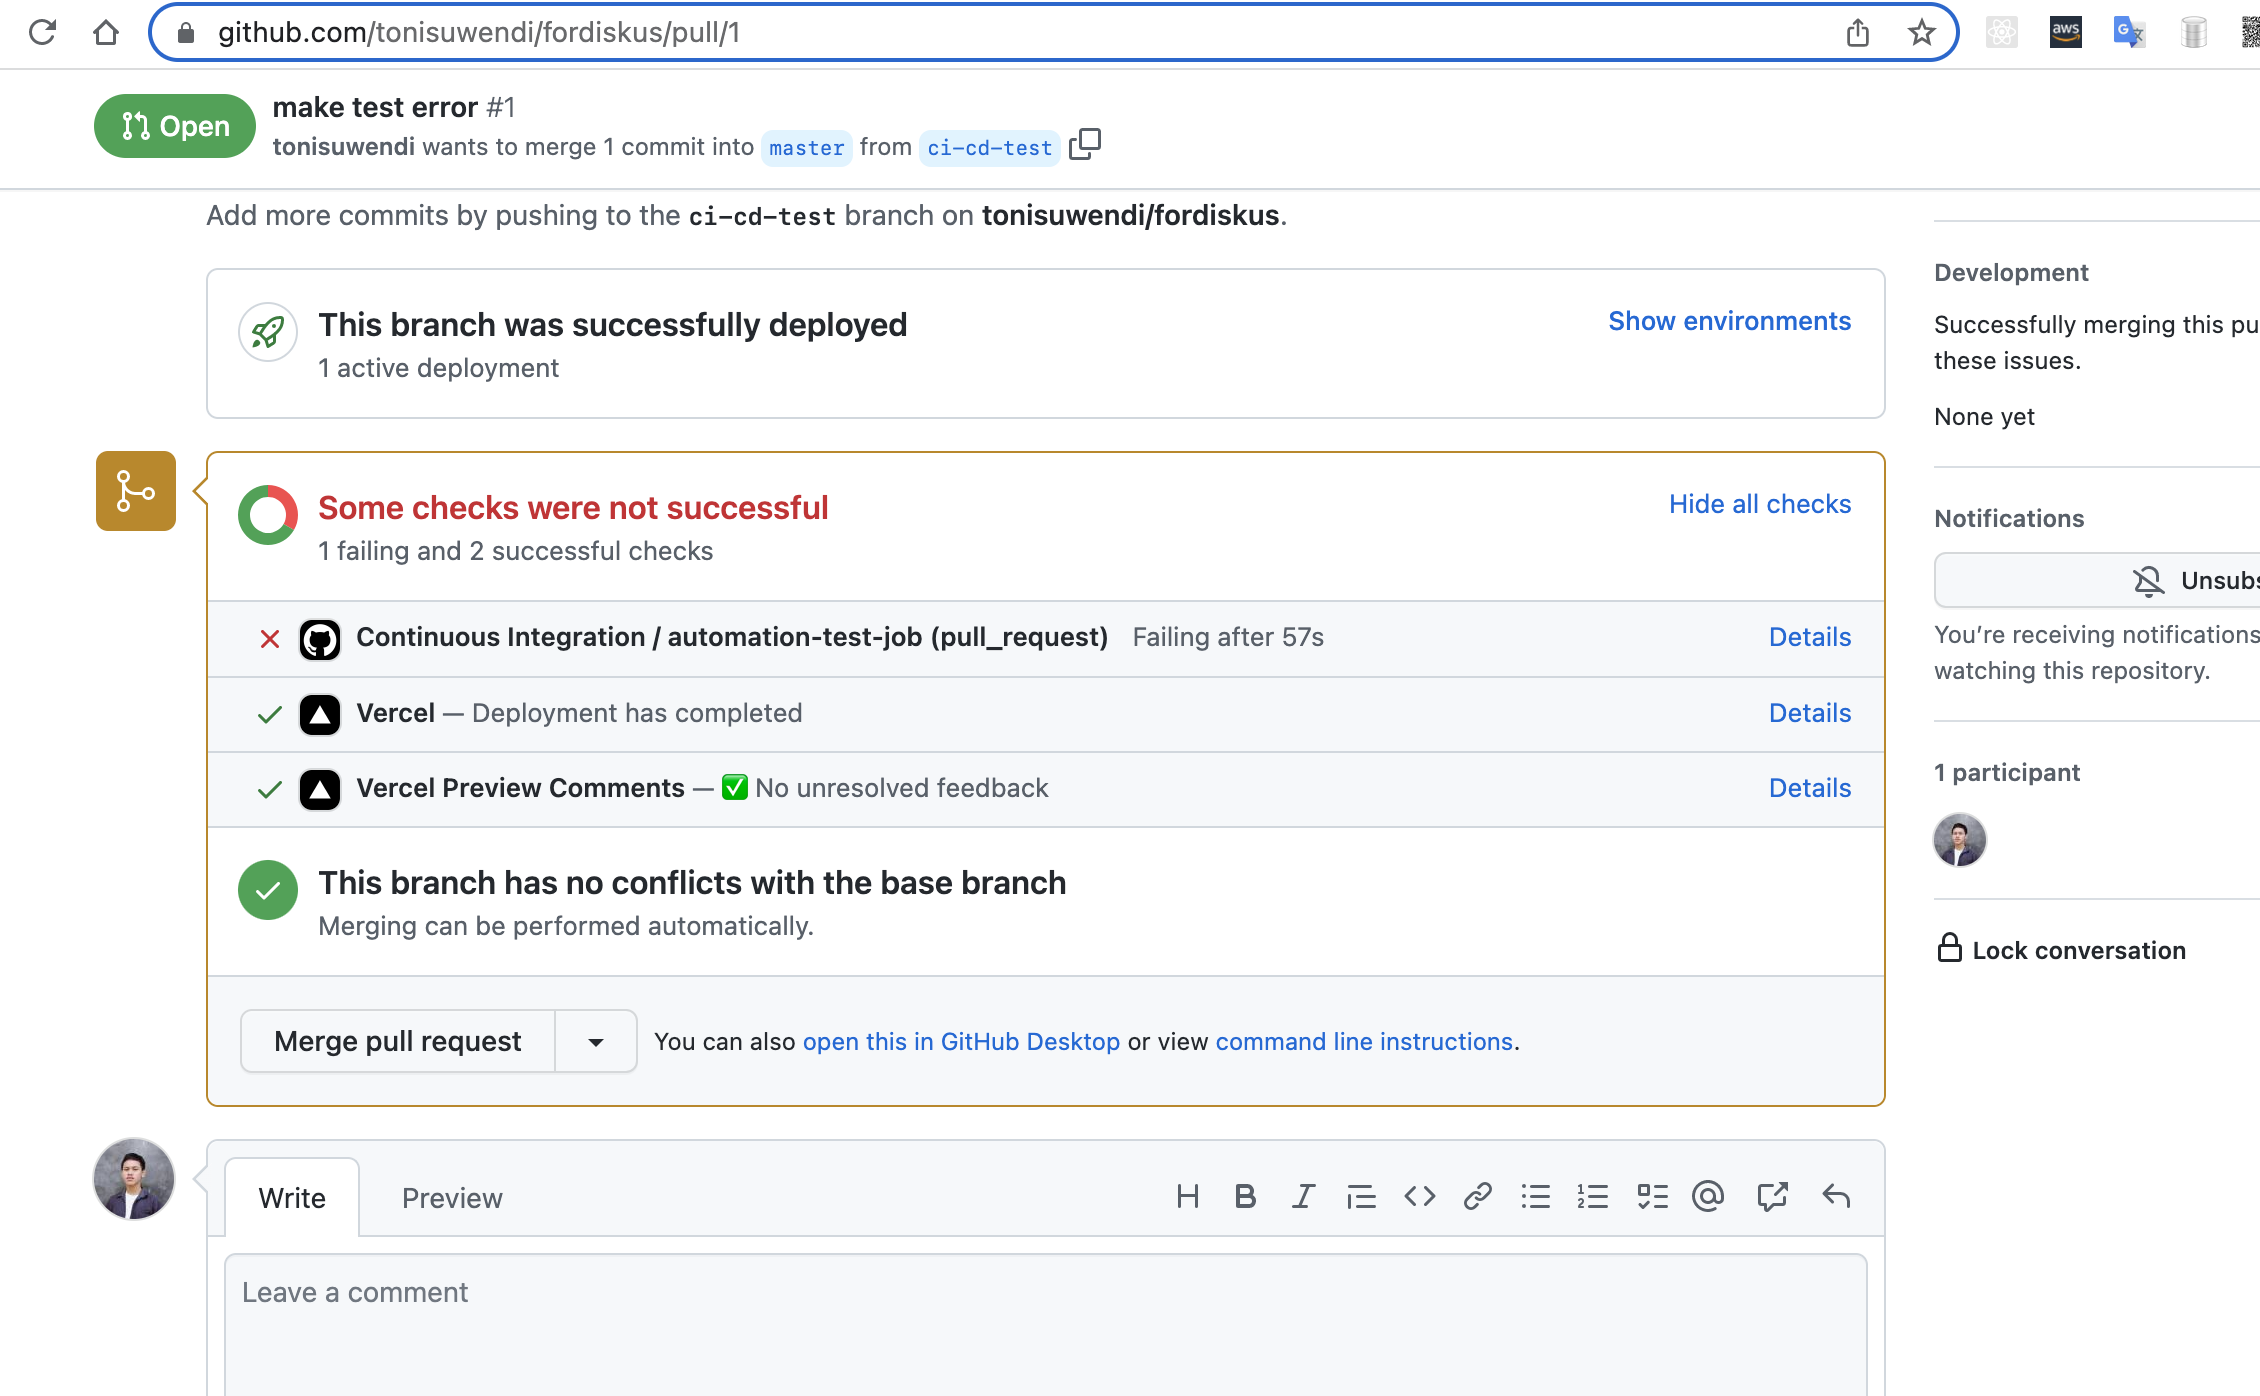 github.com/tonisuwendi/fordiskus/pull/1
aws
G
Open
make test error #1
tonisuwendi wants to merge 1 commit into master from ci-cd-test
Add more commits by pushing to the ci-cd-test branch on tonisuwendi/fordiskus.
This branch was successfully deployed
1 active deployment
Show environments
Some checks were not successful
1 failing and 2 successful checks
Hide all checks
Continuous Integration / automation-test-job (pull_request) Failing after 57s Details
Vercel — Deployment has completed Details
Vercel Preview Comments — ✅ No unresolved feedback Details
This branch has no conflicts with the base branch
Merging can be performed automatically.
Merge pull request
You can also open this in GitHub Desktop or view command line instructions.
Write
Preview
Leave a comment
Development
Successfully merging this pu
these issues.
None yet
Notifications
Unsubs
You’re receiving notifications
watching this repository.
1 participant
Lock conversation